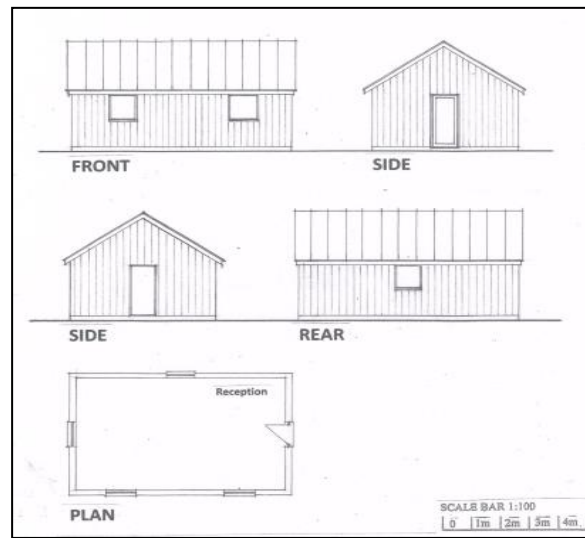 FRONT
SIDE
SIDE
REAR
Reception
PLAN
SCALE BAR 1:100
0 1m 2m 3m 4m